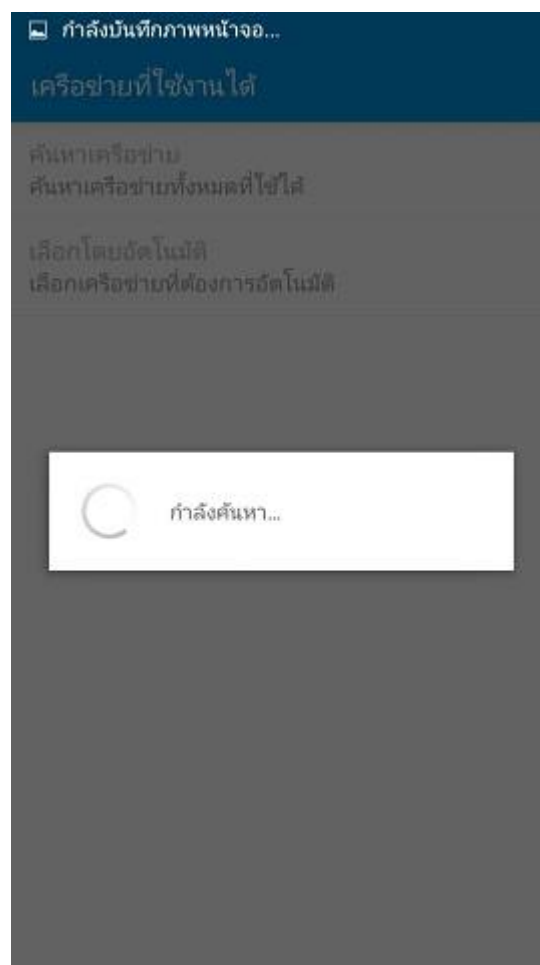 กำลังบันทึกภาพหน้าจอ...
เครือข่ายที่ใช้งานได้
ค้นหาเครือข่าย
ค้นหาเครือข่ายทั้งหมดที่ใช้ได้
เลือกโดยอัตโนมัติ
เลือกเครือข่ายที่ต้องการอัตโนมัติ
กำลังค้นหา...